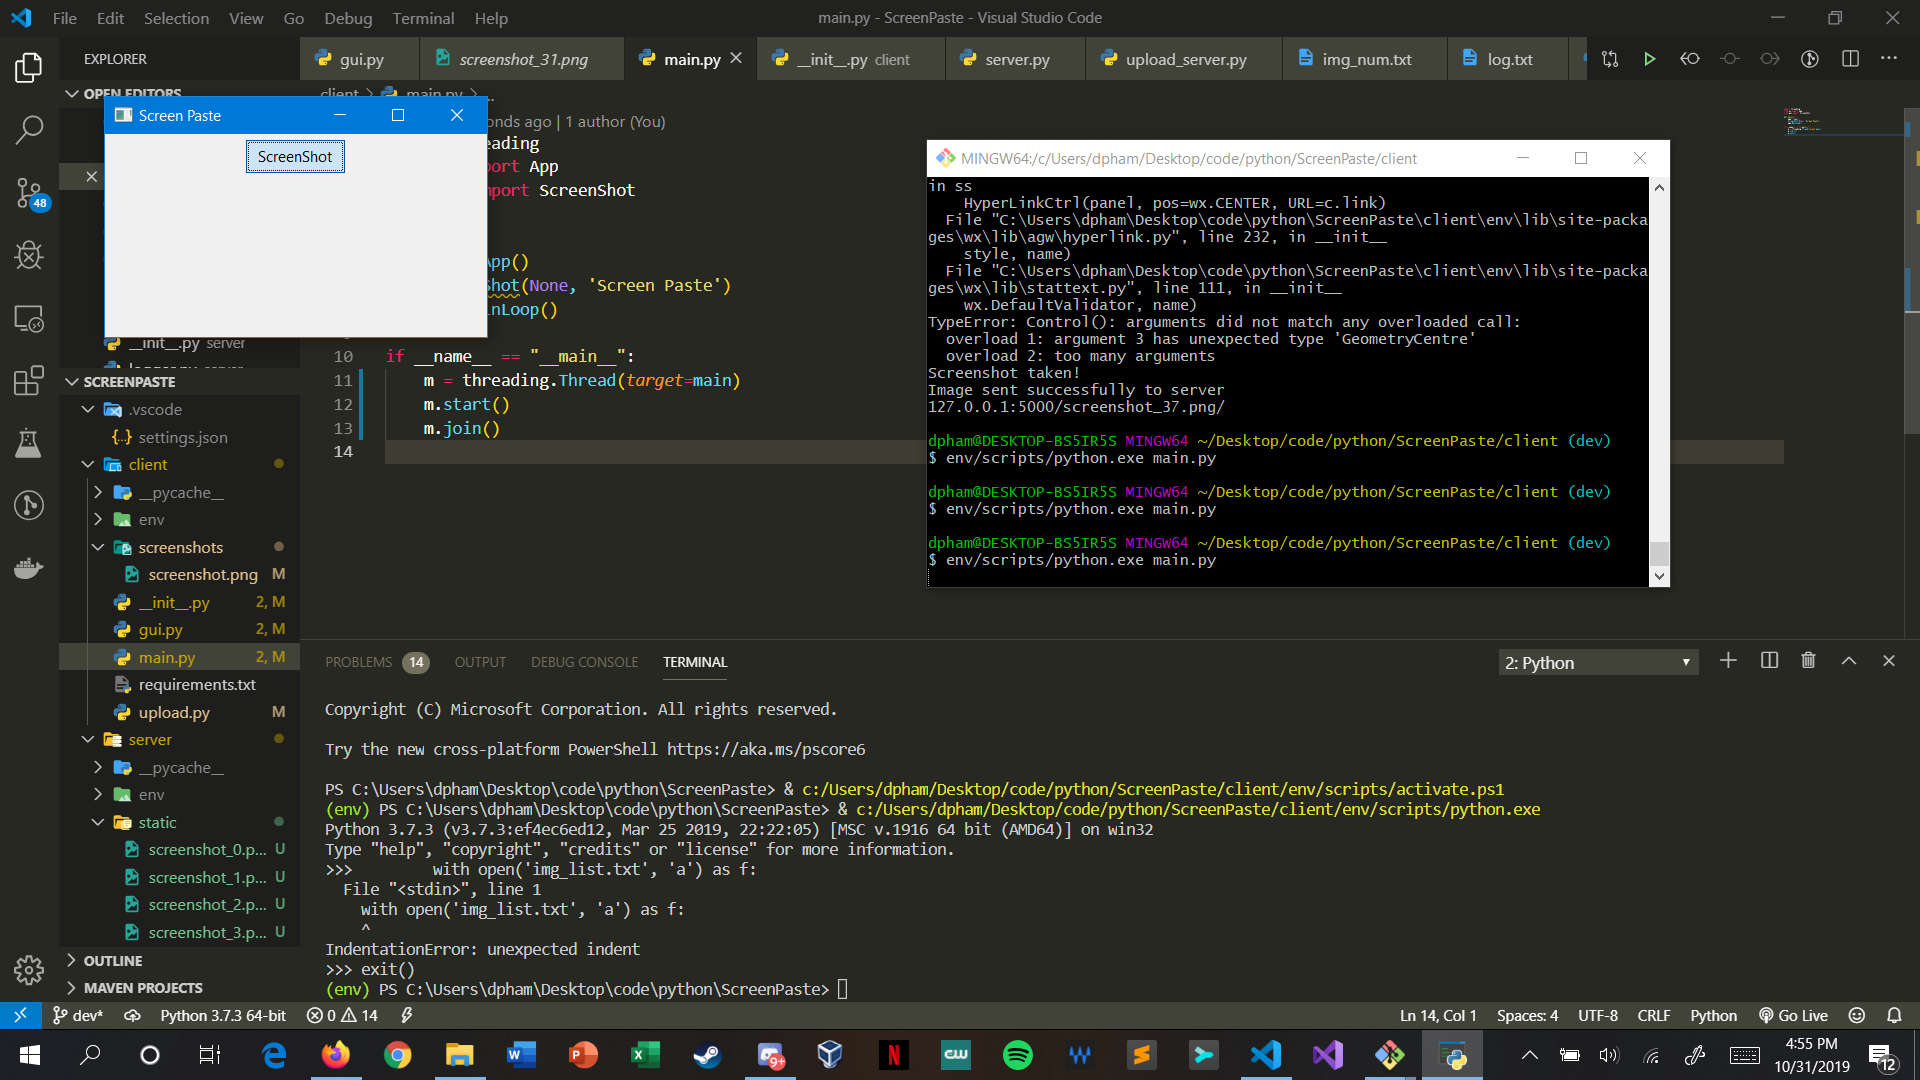 File Edit Selection View Go Debug Terminal Help
main.py - ScreenPaste - Visual Studio Code
EXPLORER
gui.py
screenshot_31.png
main.py
__init__.py client
server.py
upload_server.py
img_num.txt
log.txt
OPEN EDITORS
client > main.py > ...
Screen Paste
ScreenShot
onds ago | 1 author (You)
eading
port App
mport ScreenShot
App()
Shot(None, 'Screen Paste')
inLoop()
10 if __name__ == "__main__":
11 m = threading.Thread(target=main)
12 m.start()
13 m.join()
14
48
__init__.py server
logger.py server
SCREENPASTE
.vscode
settings.json
client
__pycache__
env
screenshots
screenshot.png M
__init__.py 2, M
gui.py 2, M
main.py 2, M
requirements.txt
upload.py M
server
__pycache__
env
static
screenshot_0.p... U
screenshot_1.p... U
screenshot_2.p... U
screenshot_3.p... U
OUTLINE
MAVEN PROJECTS
MINGW64:/c/Users/dpham/Desktop/code/python/ScreenPaste/client
in ss
HyperLinkCtrl(panel, pos=wx.CENTER, URL=c.link)
File "C:\Users\dpham\Desktop\code\python\ScreenPaste\client\env\lib\site-packa
ges\wx\lib\agw\hyperlink.py", line 232, in __init__
style, name)
File "C:\Users\dpham\Desktop\code\python\ScreenPaste\client\env\lib\site-packa
ges\wx\lib\stattext.py", line 111, in __init__
wx.DefaultValidator, name)
TypeError: Control(): arguments did not match any overloaded call:
overload 1: argument 3 has unexpected type 'GeometryCentre'
overload 2: too many arguments
Screenshot taken!
Image sent successfully to server
127.0.0.1:5000/screenshot_37.png/
dpham@DESKTOP-BS5IR5S MINGW64 ~/Desktop/code/python/ScreenPaste/client (dev)
$ env/scripts/python.exe main.py
dpham@DESKTOP-BS5IR5S MINGW64 ~/Desktop/code/python/ScreenPaste/client (dev)
$ env/scripts/python.exe main.py
dpham@DESKTOP-BS5IR5S MINGW64 ~/Desktop/code/python/ScreenPaste/client (dev)
$ env/scripts/python.exe main.py
PROBLEMS 14 OUTPUT DEBUG CONSOLE TERMINAL
2: Python
Copyright (C) Microsoft Corporation. All rights reserved.
Try the new cross-platform PowerShell https://aka.ms/pscore6
PS C:\Users\dpham\Desktop\code\python\ScreenPaste> & c:/Users/dpham/Desktop/code/python/ScreenPaste/client/env/scripts/activate.ps1
(env) PS C:\Users\dpham\Desktop\code\python\ScreenPaste> & c:/Users/dpham/Desktop/code/python/ScreenPaste/client/env/scripts/python.exe
Python 3.7.3 (v3.7.3:ef4ec6ed12, Mar 25 2019, 22:22:05) [MSC v.1916 64 bit (AMD64)] on win32
Type "help", "copyright", "credits" or "license" for more information.
>>> with open('img_list.txt', 'a') as f:
File "<stdin>", line 1
with open('img_list.txt', 'a') as f:
^
IndentationError: unexpected indent
>>> exit()
(env) PS C:\Users\dpham\Desktop\code\python\ScreenPaste>
dev* Python 3.7.3 64-bit 0 14
Ln 14, Col 1 Spaces: 4 UTF-8 CRLF Python Go Live
9+
N
CW
4:55 PM
10/31/2019
12